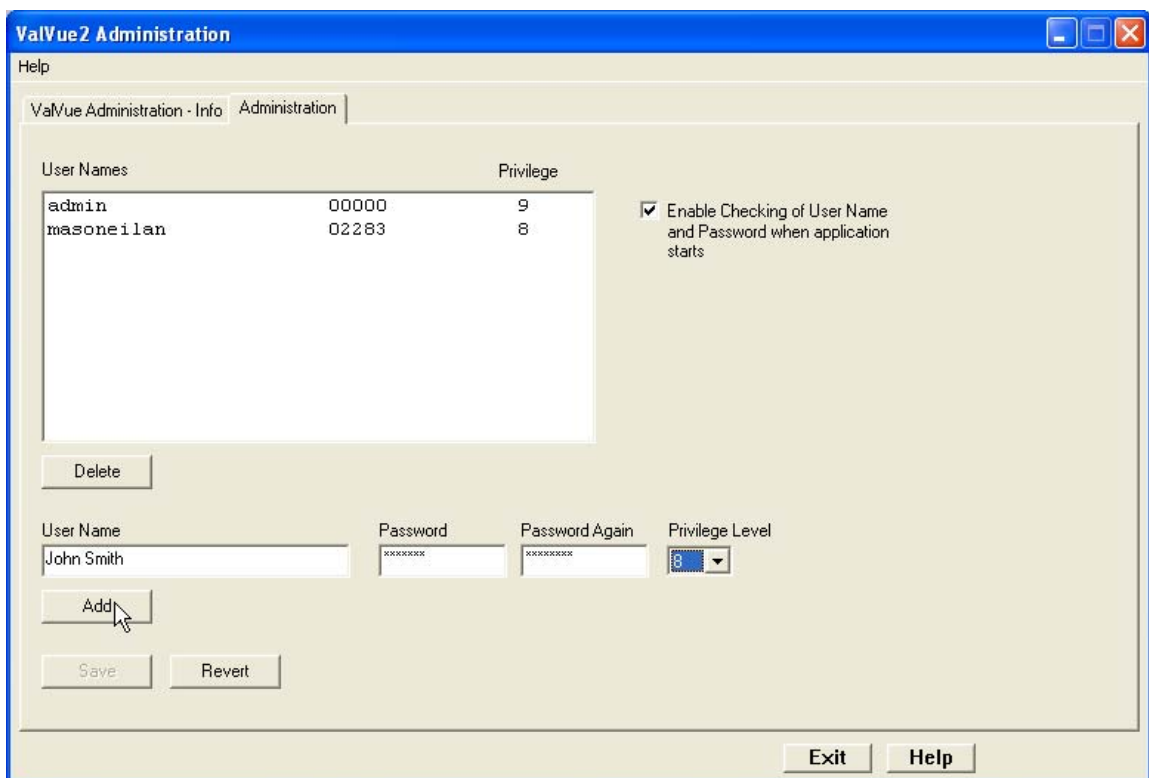 ValVue2 Administration
Help
ValVue Administration - Info Administration
User Names Privilege
admin 00000 9
masoneilan 02283 8
Enable Checking of User Name
and Password when application
starts
Delete
User Name Password Password Again Privilege Level
John Smith ******* ******** 8
Add
Save Revert
Exit Help